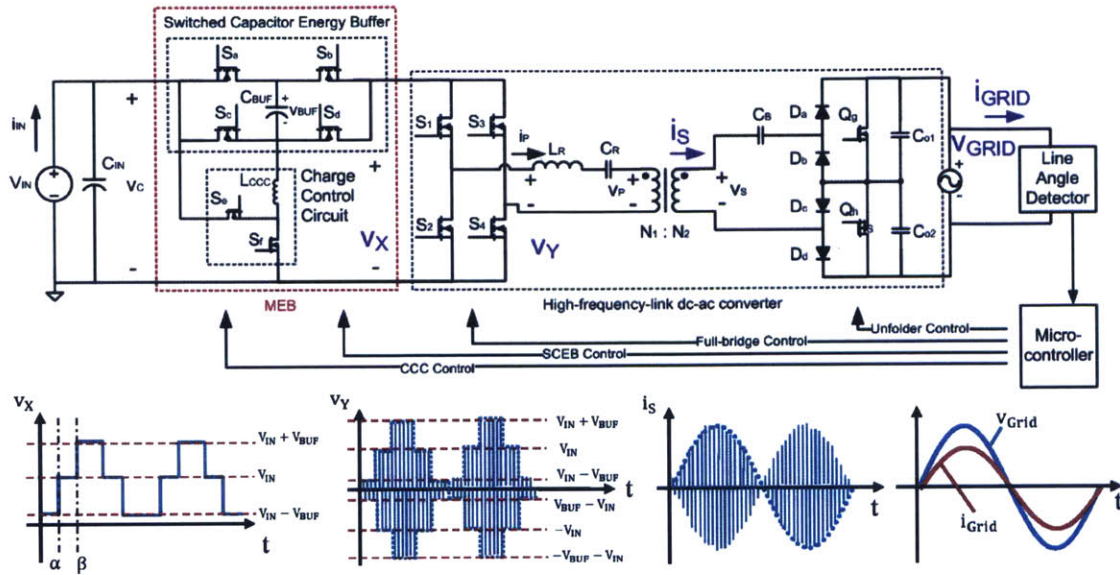 Switched Capacitor Energy Buffer
Sa
Sb
CBUF
+
VBUF
-
Sc
Sd
iIN
VIN
+
-
CIN
+
VC
-
LCCC
Charge
Control
Circuit
Se
Sf
+
VX
-
MEB
S1
S3
S2
S4
iP
LR
CR
+
VY
-
+
VP
-
N1 : N2
iS
+
VS
-
CB
Da
Db
Dc
Dd
Qg
Qh
Co1
Co2
iGRID
VGRID
+
-
Line
Angle
Detector
High-frequency-link dc-ac converter
Unfolder Control
Full-bridge Control
SCEB Control
CCC Control
Micro-
controller
vX
VIN + VBUF
VIN
VIN − VBUF
α
β
t
vY
VIN + VBUF
VIN
VIN − VBUF
t
VBUF − VIN
−VIN
−VBUF − VIN
iS
t
vGrid
iGrid
t